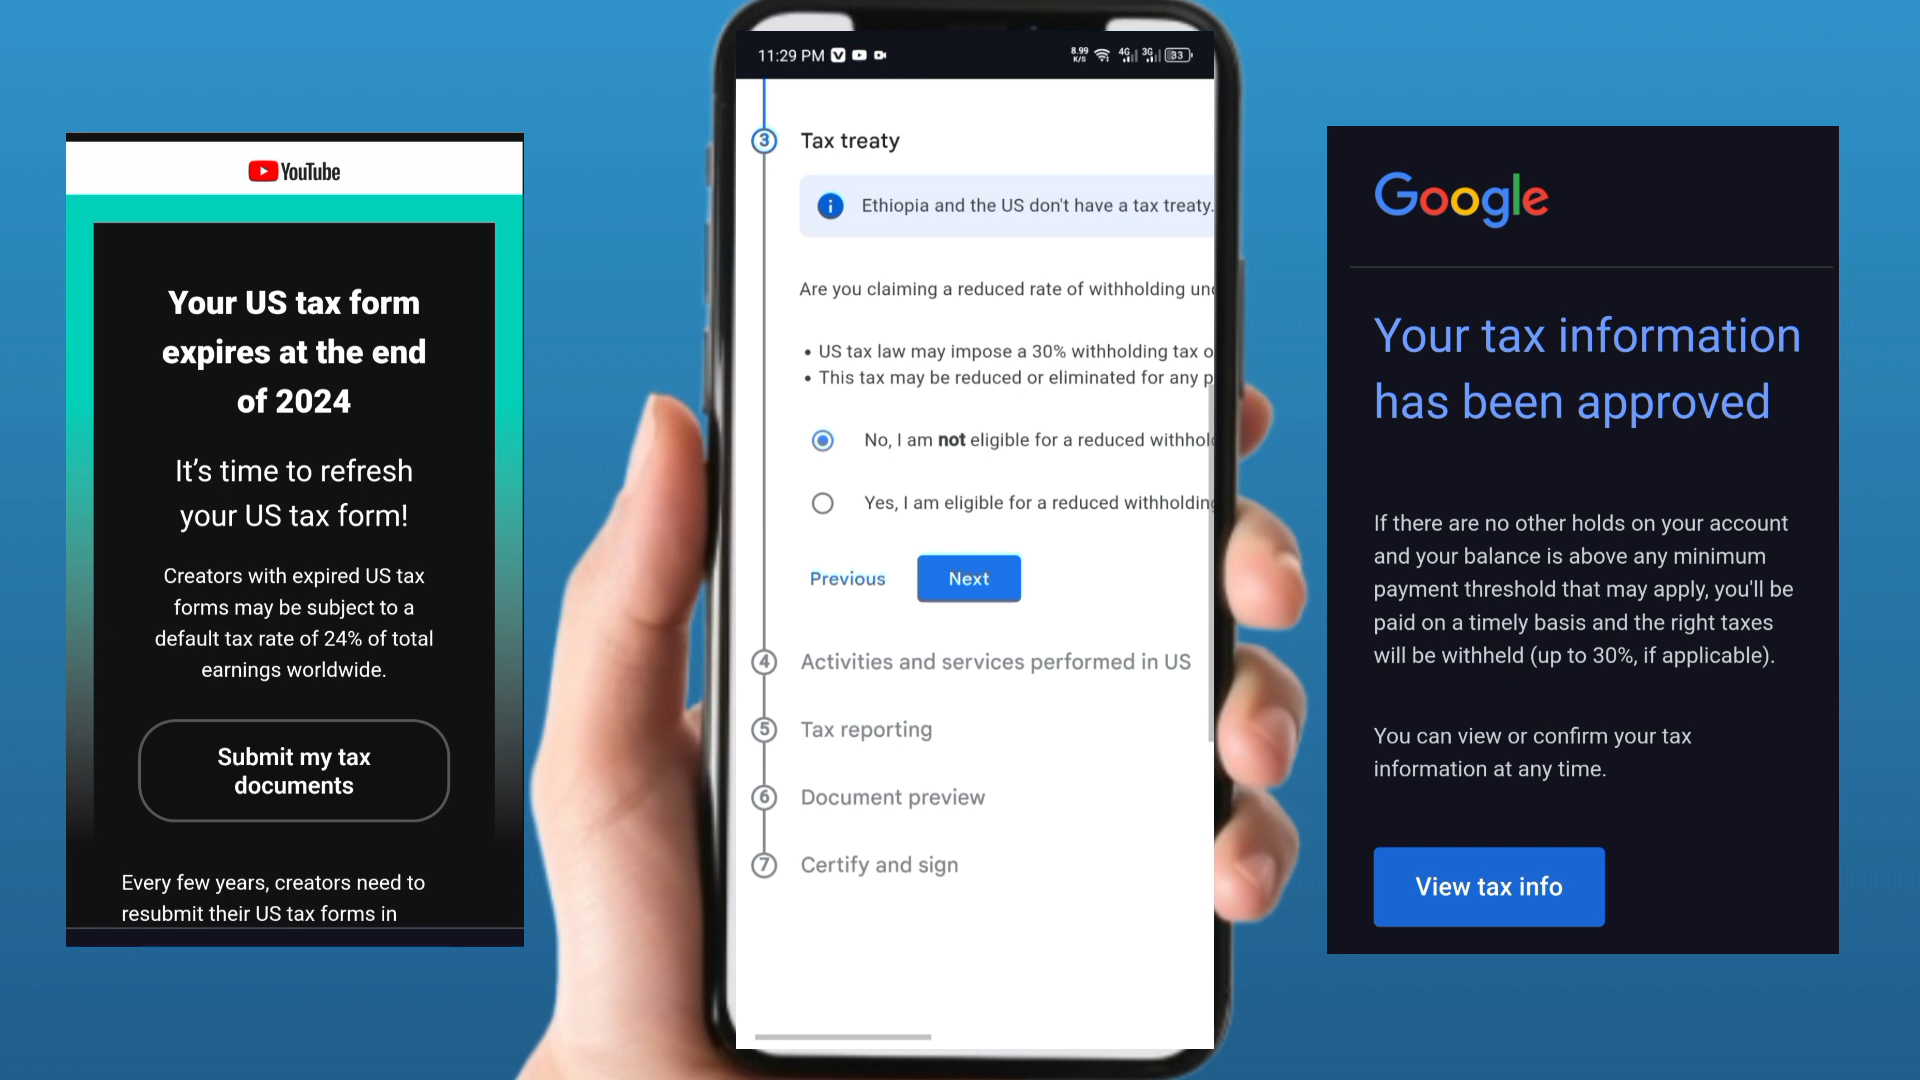 YouTube
Your US tax form
expires at the end
of 2024
It’s time to refresh
your US tax form!
Creators with expired US tax
forms may be subject to a
default tax rate of 24% of total
earnings worldwide.
Submit my tax
documents
Every few years, creators need to
resubmit their US tax forms in
11:29 PM
8.99 K/S 4G 3G 33
3 Tax treaty
Ethiopia and the US don't have a tax treaty.
Are you claiming a reduced rate of withholding
• US tax law may impose a 30% withholding tax
• This tax may be reduced or eliminated for any
No, I am not eligible for a reduced
Yes, I am eligible for a reduced withholding
Previous Next
4 Activities and services performed in US
5 Tax reporting
6 Document preview
7 Certify and sign
Google
Your tax information
has been approved
If there are no other holds on your account
and your balance is above any minimum
payment threshold that may apply, you'll be
paid on a timely basis and the right taxes
will be withheld (up to 30%, if applicable).
You can view or confirm your tax
information at any time.
View tax info